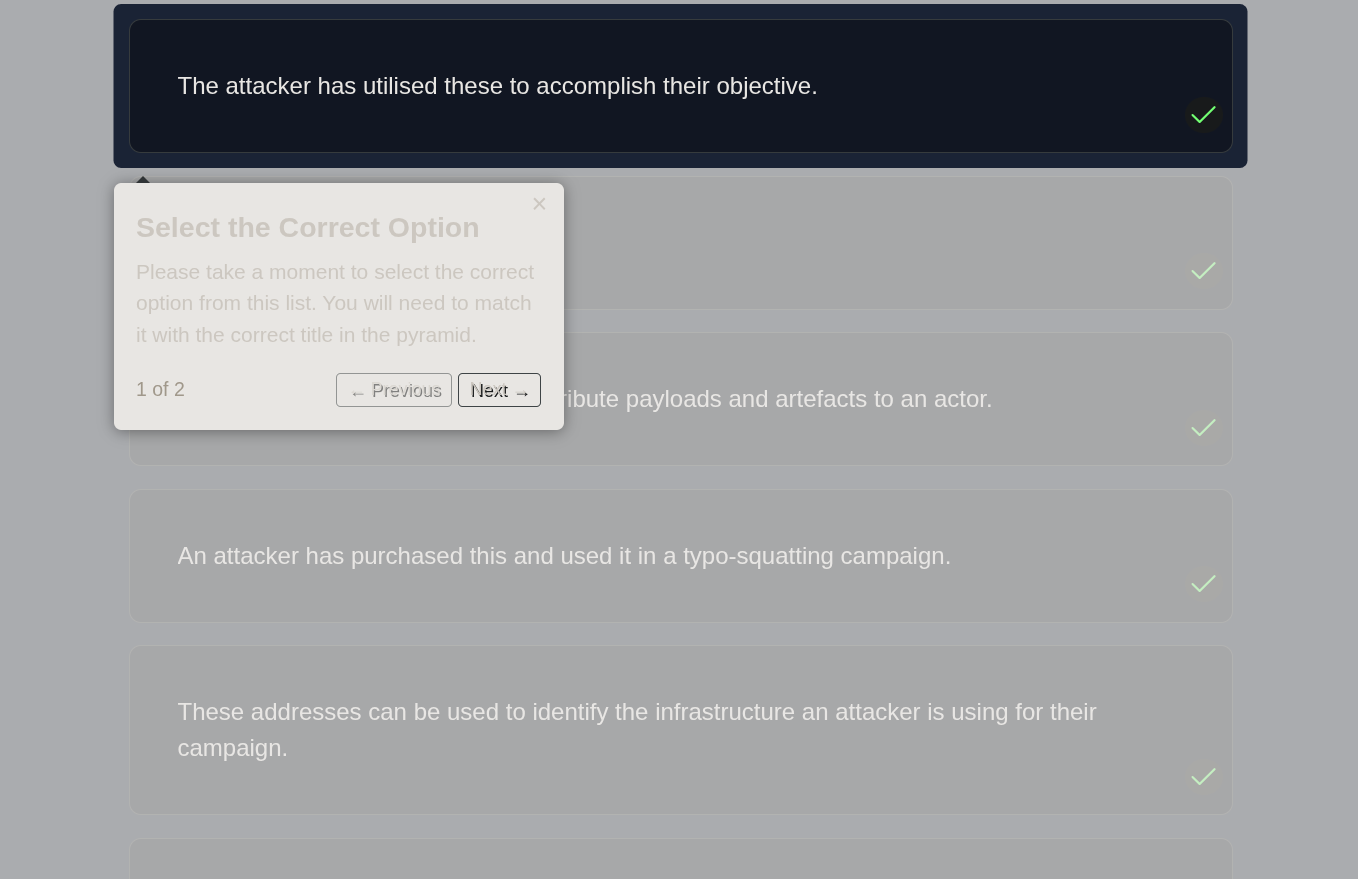 The attacker has utilised these to accomplish their objective.
×
Select the Correct Option
Please take a moment to select the correct
option from this list. You will need to match
it with the correct title in the pyramid.
1 of 2
← Previous
Next →
payloads and artefacts to an actor.
An attacker has purchased this and used it in a typo-squatting campaign.
These addresses can be used to identify the infrastructure an attacker is using for their
campaign.